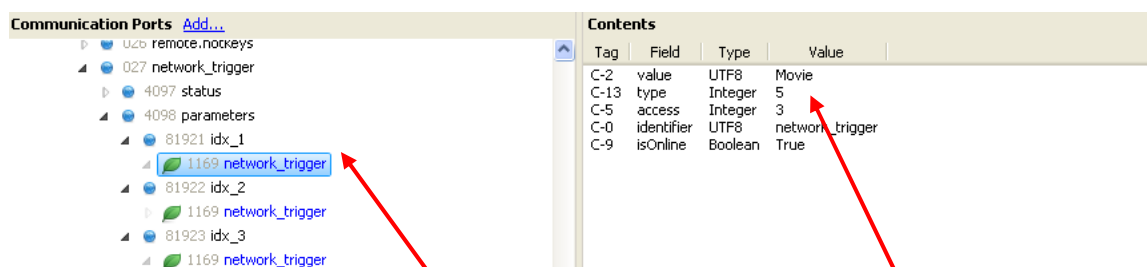 Communication Ports Add...
026 remote.hotkeys
027 network_trigger
4097 status
4098 parameters
81921 idx_1
1169 network_trigger
81922 idx_2
1169 network_trigger
81923 idx_3
1169 network_trigger
Contents
Tag Field Type Value
C-2 value UTF8 Movie
C-13 type Integer 5
C-5 access Integer 3
C-0 identifier UTF8 network_trigger
C-9 isOnline Boolean True